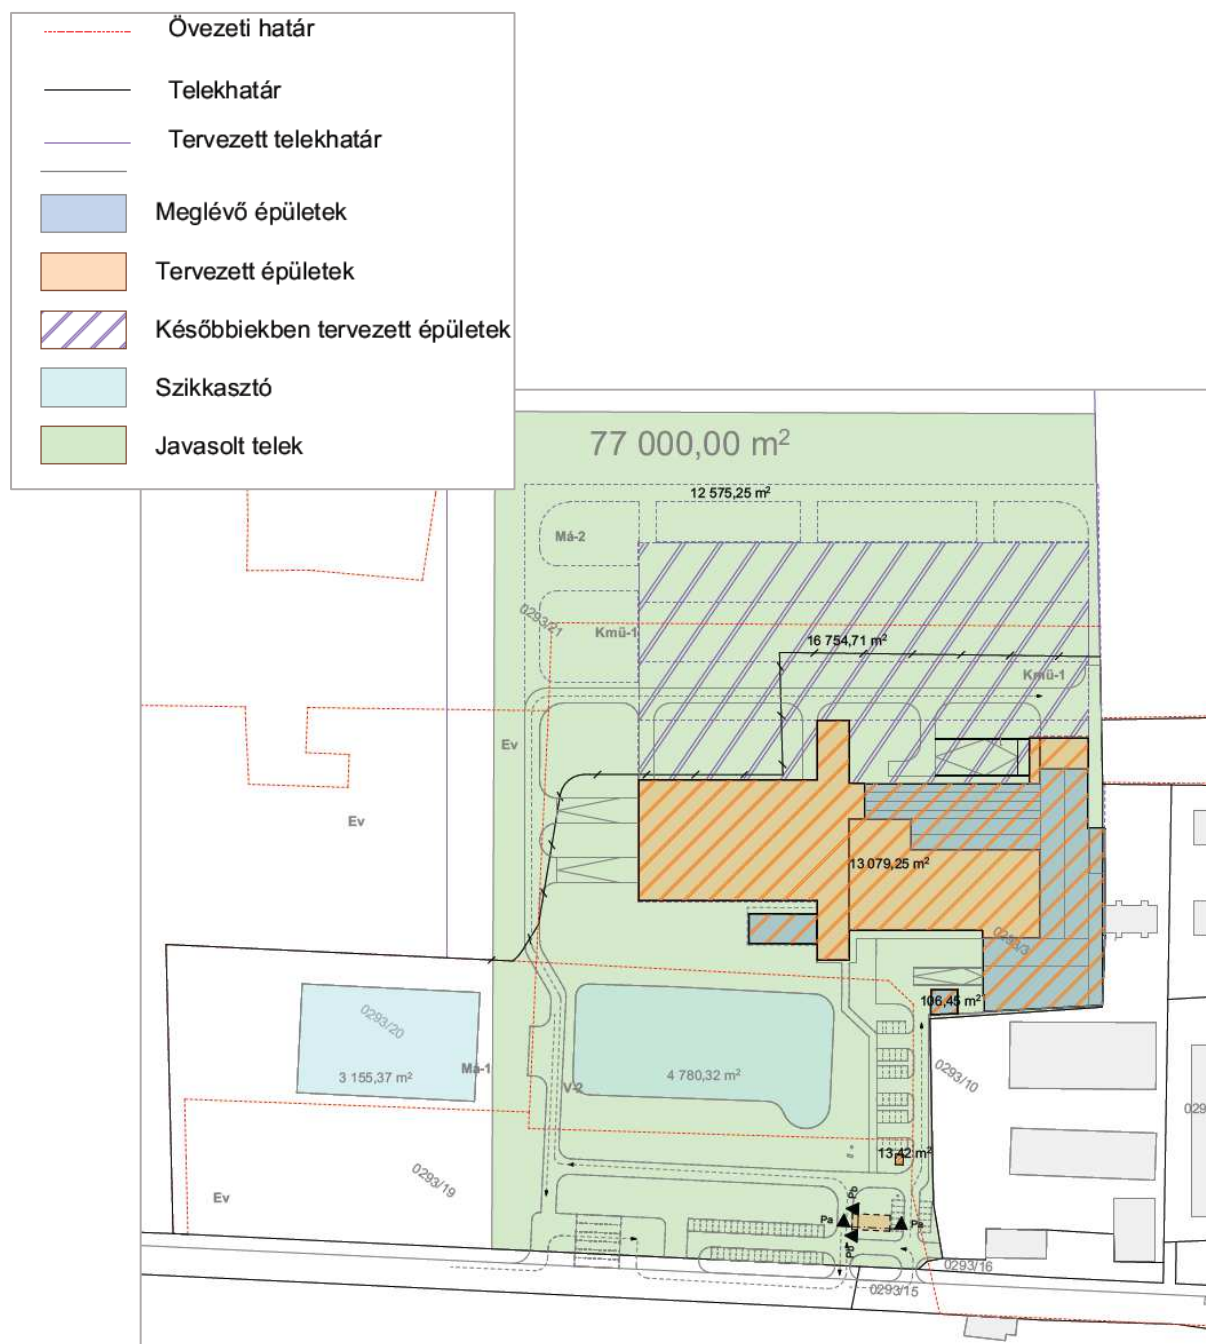 Övezeti határ
Telekhatár
Tervezett telekhatár
Meglévő épületek
Tervezett épületek
Későbbiekben tervezett épületek
Szikkasztó
Javasolt telek
77 000,00 m²
12 575,25 m²
Má-2
0293/21
Kmü-1
16 754,71 m²
Kmü-1
Ev
Ev
13 079,25 m²
0293/3
106,45 m²
0293/20
3 155,37 m²
Má-1
4 780,32 m²
V-2
0293/10
029
13,42 m²
0293/19
Ev
Pb
Pa
Pa
Pb
0293/16
0293/15